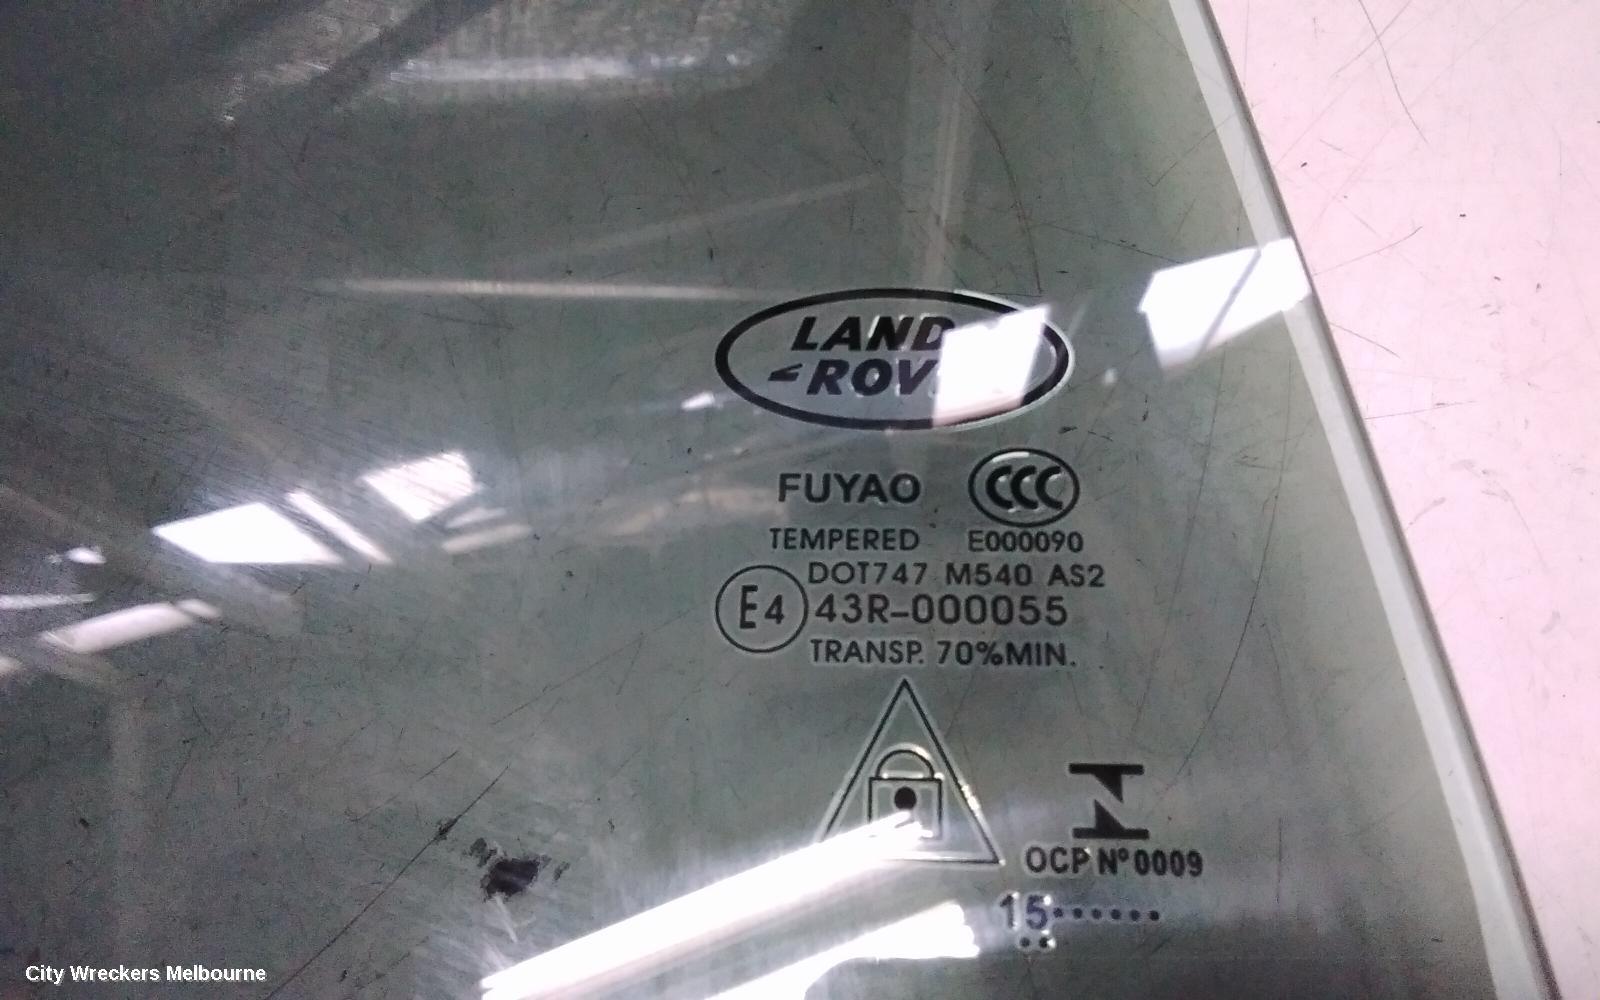 LAND
ROV
FUYAO CCC
TEMPERED E000090
DOT747 M540 AS2
E4 43R-000055
TRANSP. 70%MIN.
OCP Nº 0009
15......
..
City Wreckers Melbourne